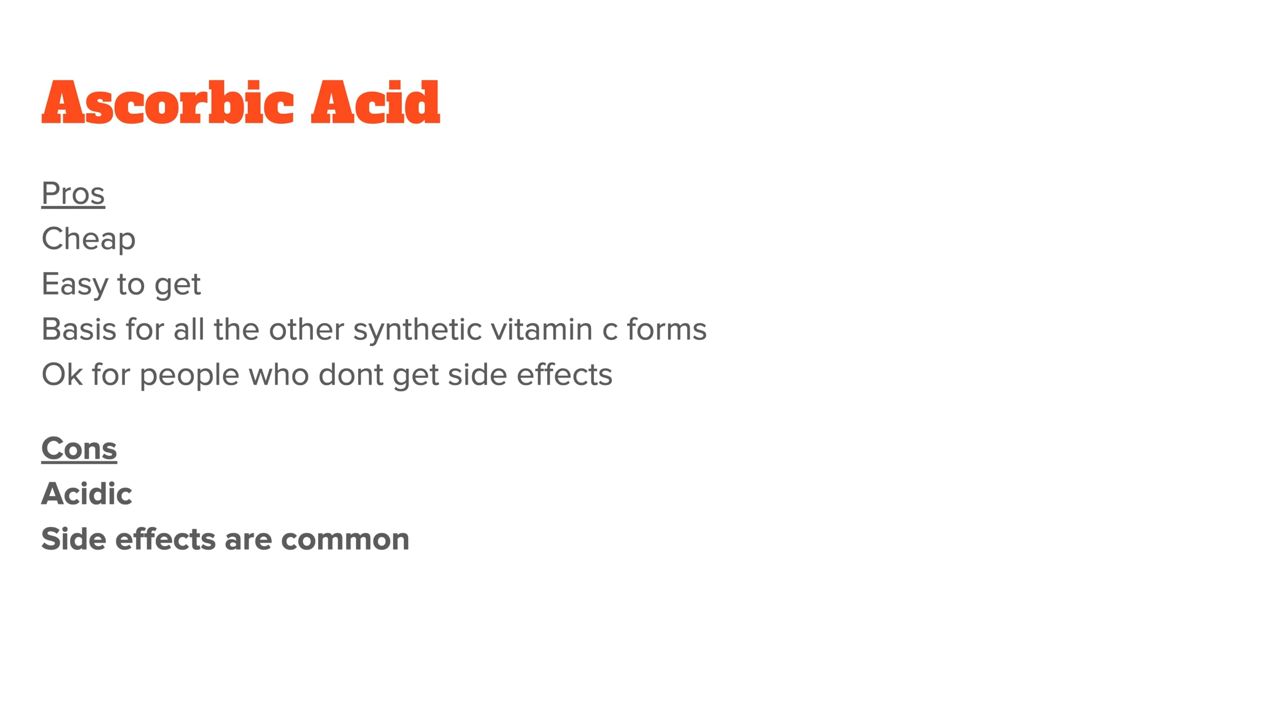 Ascorbic Acid
Pros
Cheap
Easy to get
Basis for all the other synthetic vitamin c forms
Ok for people who dont get side effects
Cons
Acidic
Side effects are common